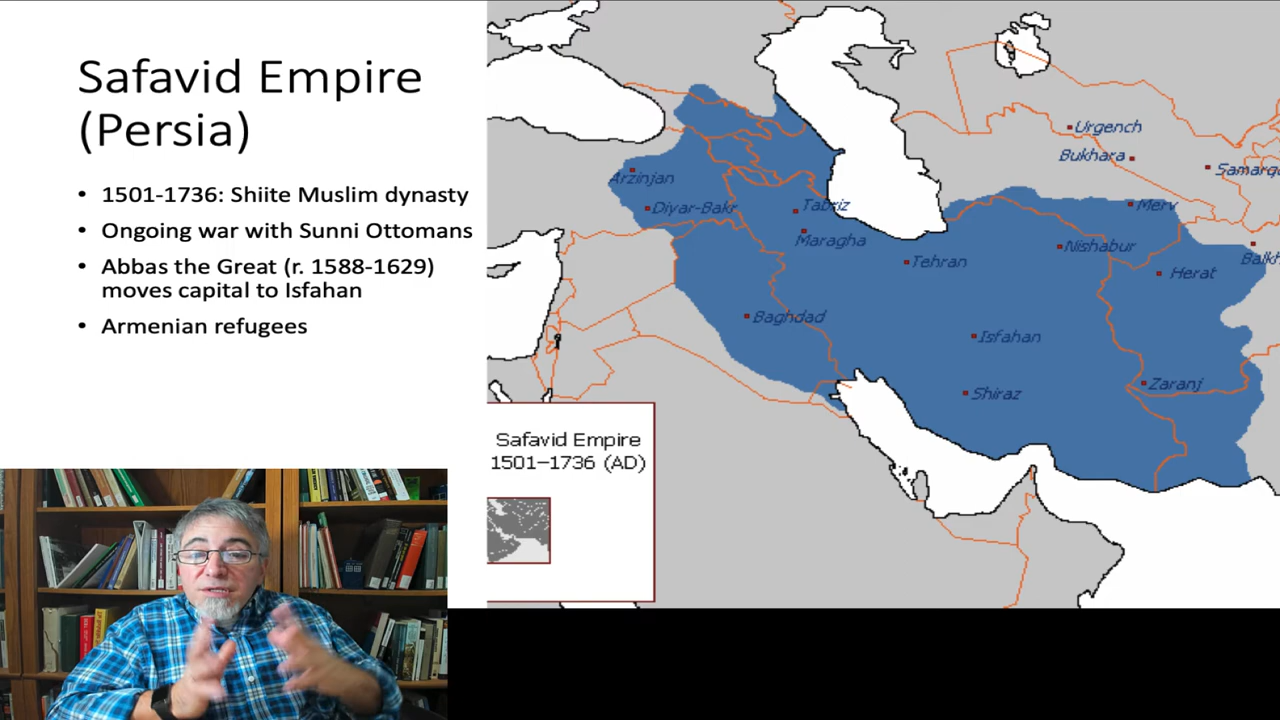 Safavid Empire
(Persia)
• 1501-1736: Shiite Muslim dynasty
• Ongoing war with Sunni Ottomans
• Abbas the Great (r. 1588-1629)
moves capital to Isfahan
• Armenian refugees
Urgench
Bukhara
Samarqa
Arzinjan
Diyar-Bakr
Tabriz
Merv
Maragha
Nishabur
Tehran
Balkh
Herat
Baghdad
Isfahan
Zaranj
Shiraz
Safavid Empire
1501–1736 (AD)